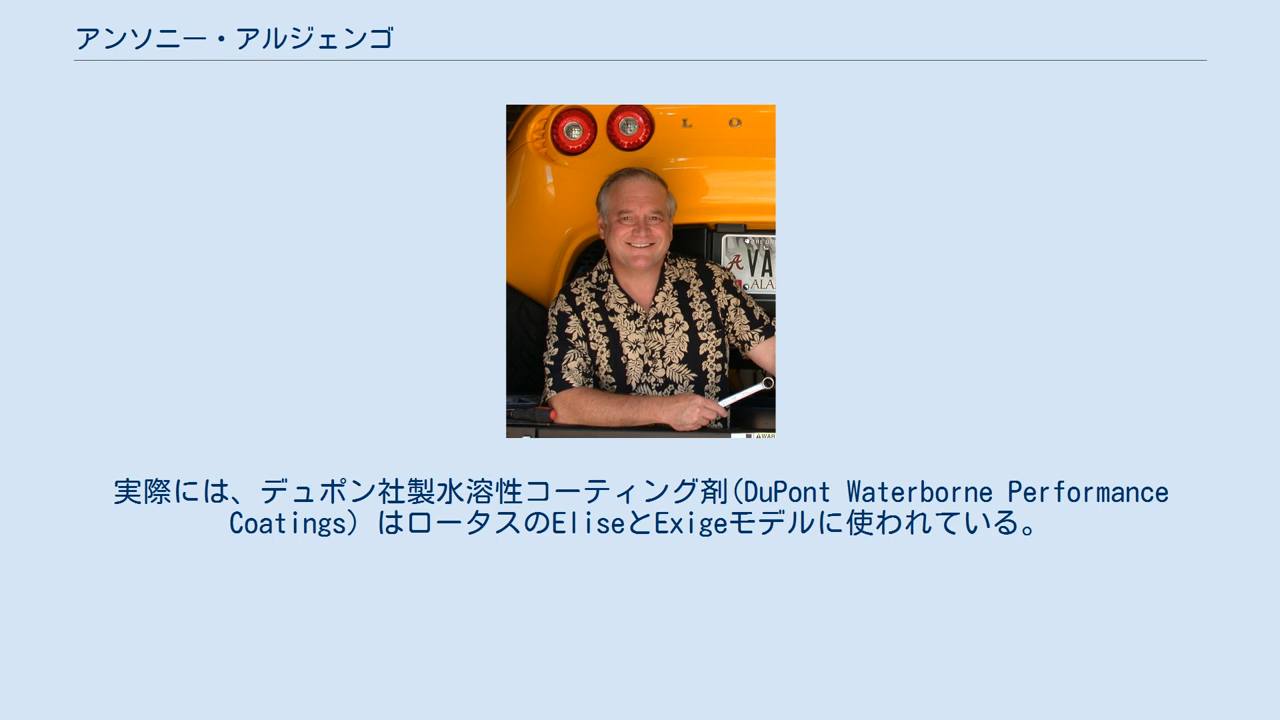 アンソニー・アルジェンゴ
L O
VA
ALA
実際には、デュポン社製水溶性コーティング剤(DuPont Waterborne Performance
Coatings) はロータスのEliseとExigeモデルに使われている。